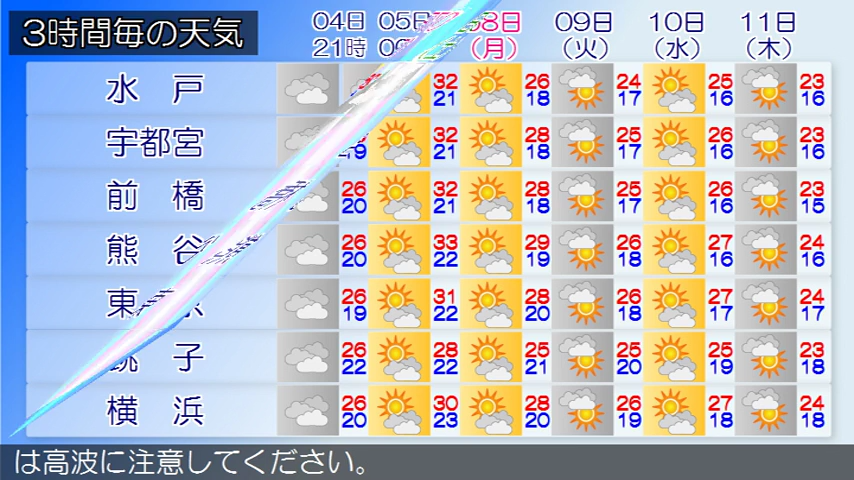 3時間毎の天気
04日 05日 8日 09日 10日 11日
21時 (月) (火) (水) (木)
水戸 32 26 24 25 23
21 18 17 16 16
宇都宮 32 28 25 26 23
21 18 17 16 16
前橋 26 32 28 25 26 23
20 21 18 17 16 15
熊谷 26 33 29 26 27 24
20 22 19 18 16 16
東 26 31 28 26 27 24
19 22 20 18 17 17
子 26 28 25 25 25 23
22 22 21 20 19 18
横浜 26 30 28 26 27 24
20 23 20 19 18 18
は高波に注意してください。